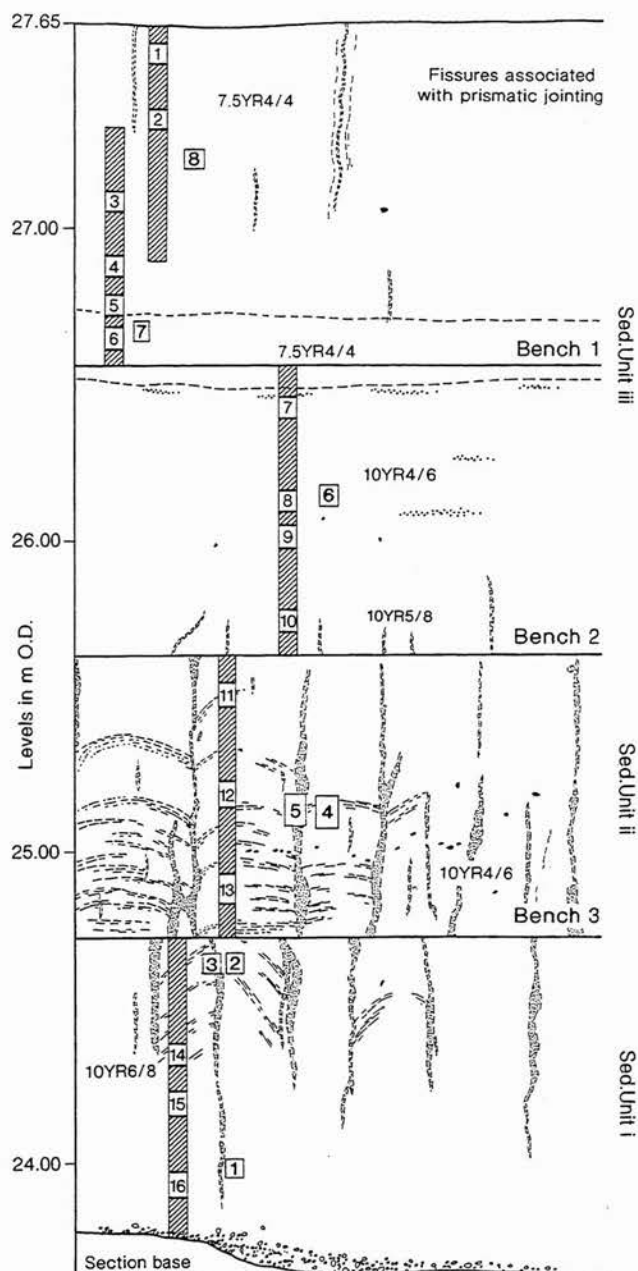 27.65
1
Fissures associated
with prismatic jointing
7.5YR4/4
2
8
3
27.00
4
5
7
6
7.5YR4/4
Bench 1
Sed.Unit iii
7
10YR4/6
8
6
9
26.00
10
10YR5/8
Bench 2
Levels in m O.D.
11
12
5
4
Sed.Unit ii
25.00
13
10YR4/6
Bench 3
3
2
14
10YR6/8
15
Sed.Unit i
24.00
1
16
Section base